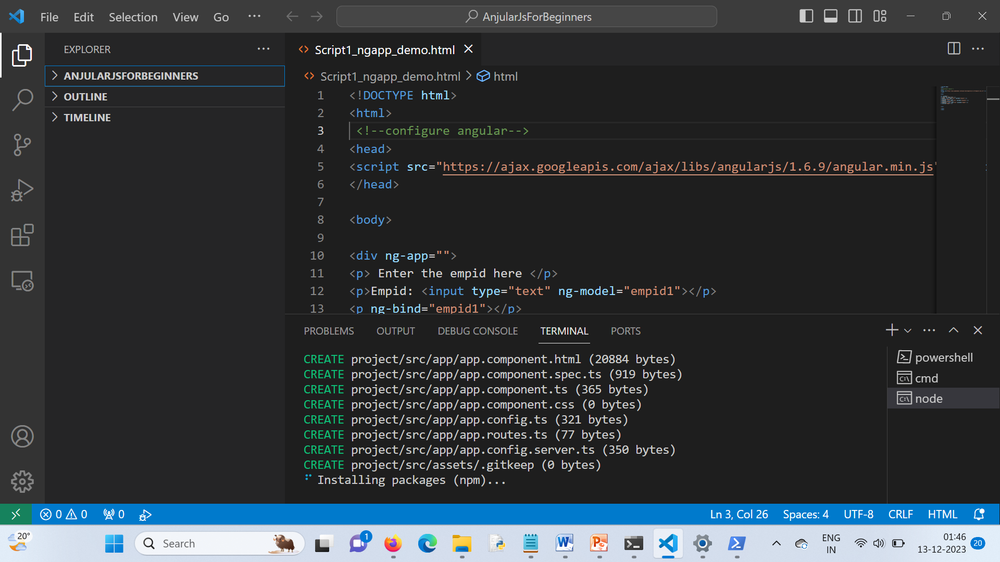 File Edit Selection View Go ...
AnjularJsForBeginners
EXPLORER
ANJULARJSFORBEGINNERS
OUTLINE
TIMELINE
Script1_ngapp_demo.html
Script1_ngapp_demo.html > html
1 <!DOCTYPE html>
2 <html>
3 <!--configure angular-->
4 <head>
5 <script src="https://ajax.googleapis.com/ajax/libs/angularjs/1.6.9/angular.min.js"
6 </head>
7
8 <body>
9
10 <div ng-app="">
11 <p> Enter the empid here </p>
12 <p>Empid: <input type="text" ng-model="empid1"></p>
13 <p ng-bind="empid1"></p>
PROBLEMS OUTPUT DEBUG CONSOLE TERMINAL PORTS
CREATE project/src/app/app.component.html (20884 bytes)
CREATE project/src/app/app.component.spec.ts (919 bytes)
CREATE project/src/app/app.component.ts (365 bytes)
CREATE project/src/app/app.component.css (0 bytes)
CREATE project/src/app/app.config.ts (321 bytes)
CREATE project/src/app/app.routes.ts (77 bytes)
CREATE project/src/app/app.config.server.ts (350 bytes)
CREATE project/src/assets/.gitkeep (0 bytes)
Installing packages (npm)...
powershell
cmd
node
0 0 0
Ln 3, Col 26 Spaces: 4 UTF-8 CRLF HTML
20°
Search
1
ENG
IN
01:46
13-12-2023
20